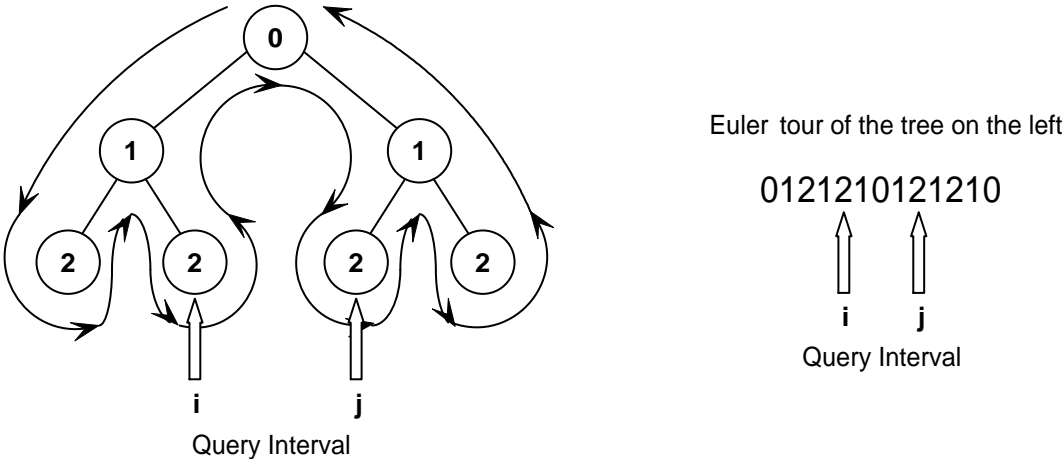 0
1
1
2
2
2
2
i
j
Query Interval
Euler tour of the tree on the left
0121210121210
i
j
Query Interval